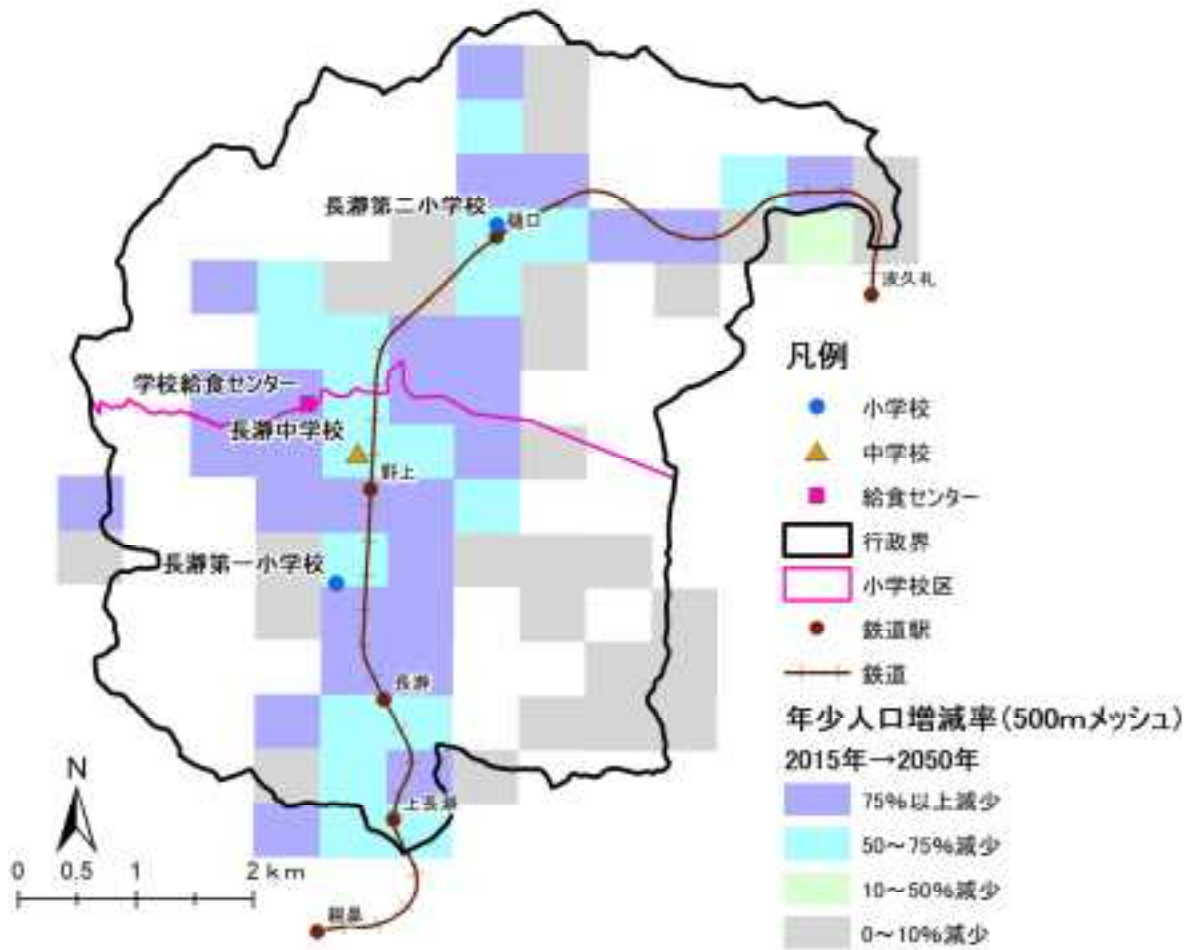 長瀞第二小学校
樋口
波久礼
学校給食センター
長瀞中学校
野上
長瀞第一小学校
長瀞
上長瀞
親鼻
N
0 0.5 1 2 km
凡例
小学校
中学校
給食センター
行政界
小学校区
鉄道駅
鉄道
年少人口増減率(500mメッシュ)
2015年→2050年
75%以上減少
50～75%減少
10～50%減少
0～10%減少